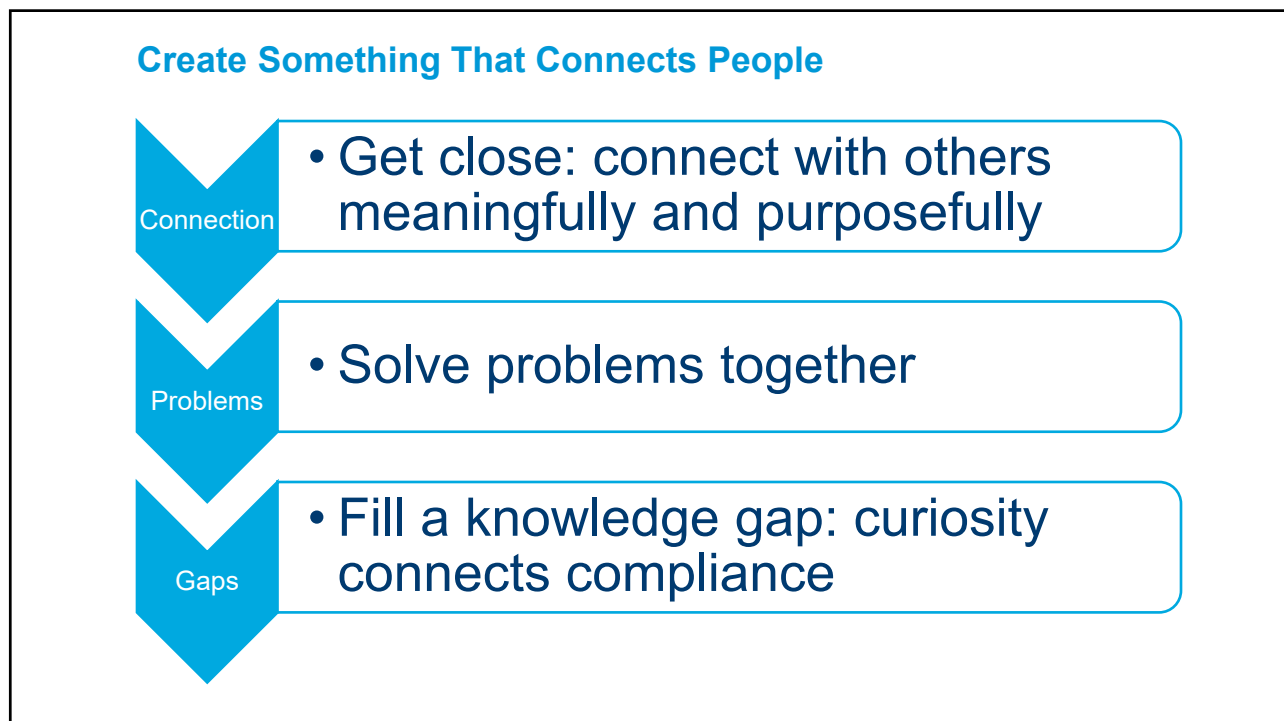 Create Something That Connects People
Connection
• Get close: connect with others
meaningfully and purposefully
Problems
• Solve problems together
Gaps
• Fill a knowledge gap: curiosity
connects compliance